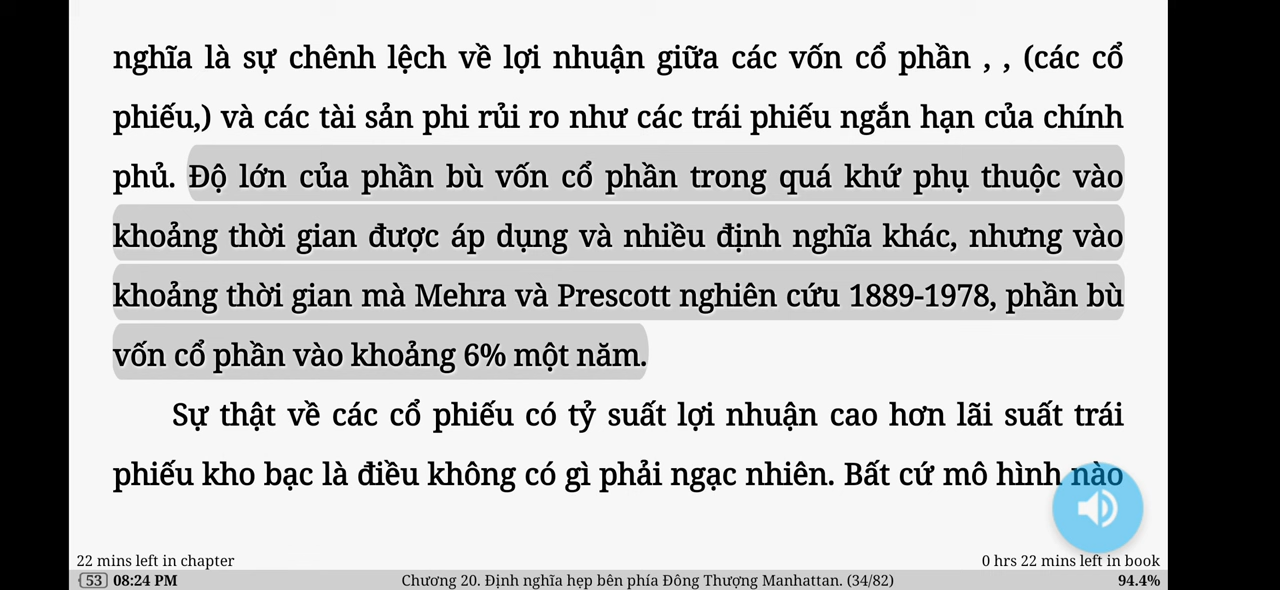 nghĩa là sự chênh lệch về lợi nhuận giữa các vốn cổ phần , , (các cổ
phiếu,) và các tài sản phi rủi ro như các trái phiếu ngắn hạn của chính
phủ. Độ lớn của phần bù vốn cổ phần trong quá khứ phụ thuộc vào
khoảng thời gian được áp dụng và nhiều định nghĩa khác, nhưng vào
khoảng thời gian mà Mehra và Prescott nghiên cứu 1889-1978, phần bù
vốn cổ phần vào khoảng 6% một năm.
Sự thật về các cổ phiếu có tỷ suất lợi nhuận cao hơn lãi suất trái
phiếu kho bạc là điều không có gì phải ngạc nhiên. Bất cứ mô hình nào
22 mins left in chapter 0 hrs 22 mins left in book
53 08:24 PM Chương 20. Định nghĩa hẹp bên phía Đông Thượng Manhattan. (34/82) 94.4%